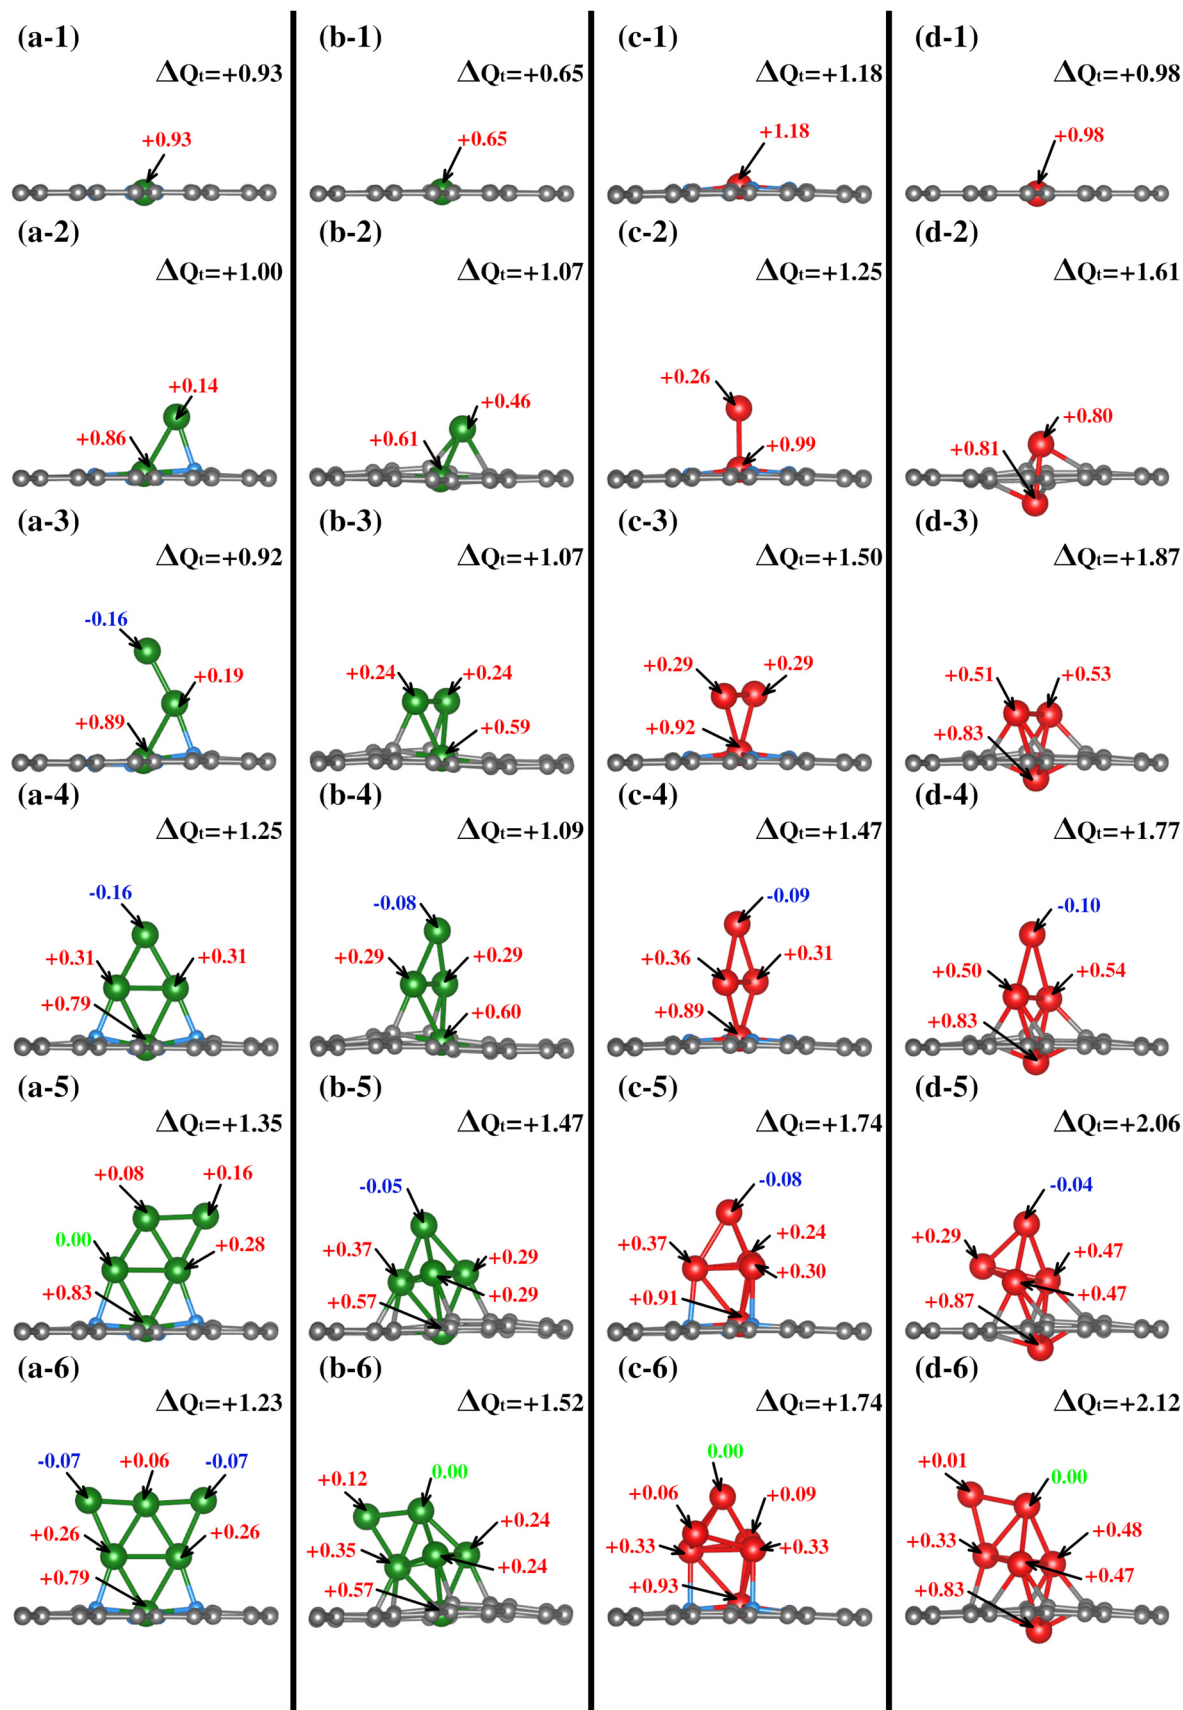 (a-1)
ΔQt=+0.93
+0.93
(b-1)
ΔQt=+0.65
+0.65
(c-1)
ΔQt=+1.18
+1.18
(d-1)
ΔQt=+0.98
+0.98
(a-2)
ΔQt=+1.00
+0.14
+0.86
(b-2)
ΔQt=+1.07
+0.46
+0.61
(c-2)
ΔQt=+1.25
+0.26
+0.99
(d-2)
ΔQt=+1.61
+0.80
+0.81
(a-3)
ΔQt=+0.92
-0.16
+0.19
+0.89
(b-3)
ΔQt=+1.07
+0.24
+0.24
+0.59
(c-3)
ΔQt=+1.50
+0.29
+0.29
+0.92
(d-3)
ΔQt=+1.87
+0.51
+0.53
+0.83
(a-4)
ΔQt=+1.25
-0.16
+0.31
+0.31
+0.79
(b-4)
ΔQt=+1.09
-0.08
+0.29
+0.29
+0.60
(c-4)
ΔQt=+1.47
-0.09
+0.36
+0.31
+0.89
(d-4)
ΔQt=+1.77
-0.10
+0.50
+0.54
+0.83
(a-5)
ΔQt=+1.35
+0.08
+0.16
0.00
+0.28
+0.83
(b-5)
ΔQt=+1.47
-0.05
+0.37
+0.29
+0.29
+0.57
(c-5)
ΔQt=+1.74
-0.08
+0.24
+0.37
+0.30
+0.91
(d-5)
ΔQt=+2.06
-0.04
+0.29
+0.47
+0.47
+0.87
(a-6)
ΔQt=+1.23
-0.07
+0.06
-0.07
+0.26
+0.26
+0.79
(b-6)
ΔQt=+1.52
+0.12
0.00
+0.24
+0.35
+0.24
+0.57
(c-6)
ΔQt=+1.74
0.00
+0.06
+0.09
+0.33
+0.33
+0.93
(d-6)
ΔQt=+2.12
+0.01
0.00
+0.33
+0.48
+0.47
+0.83